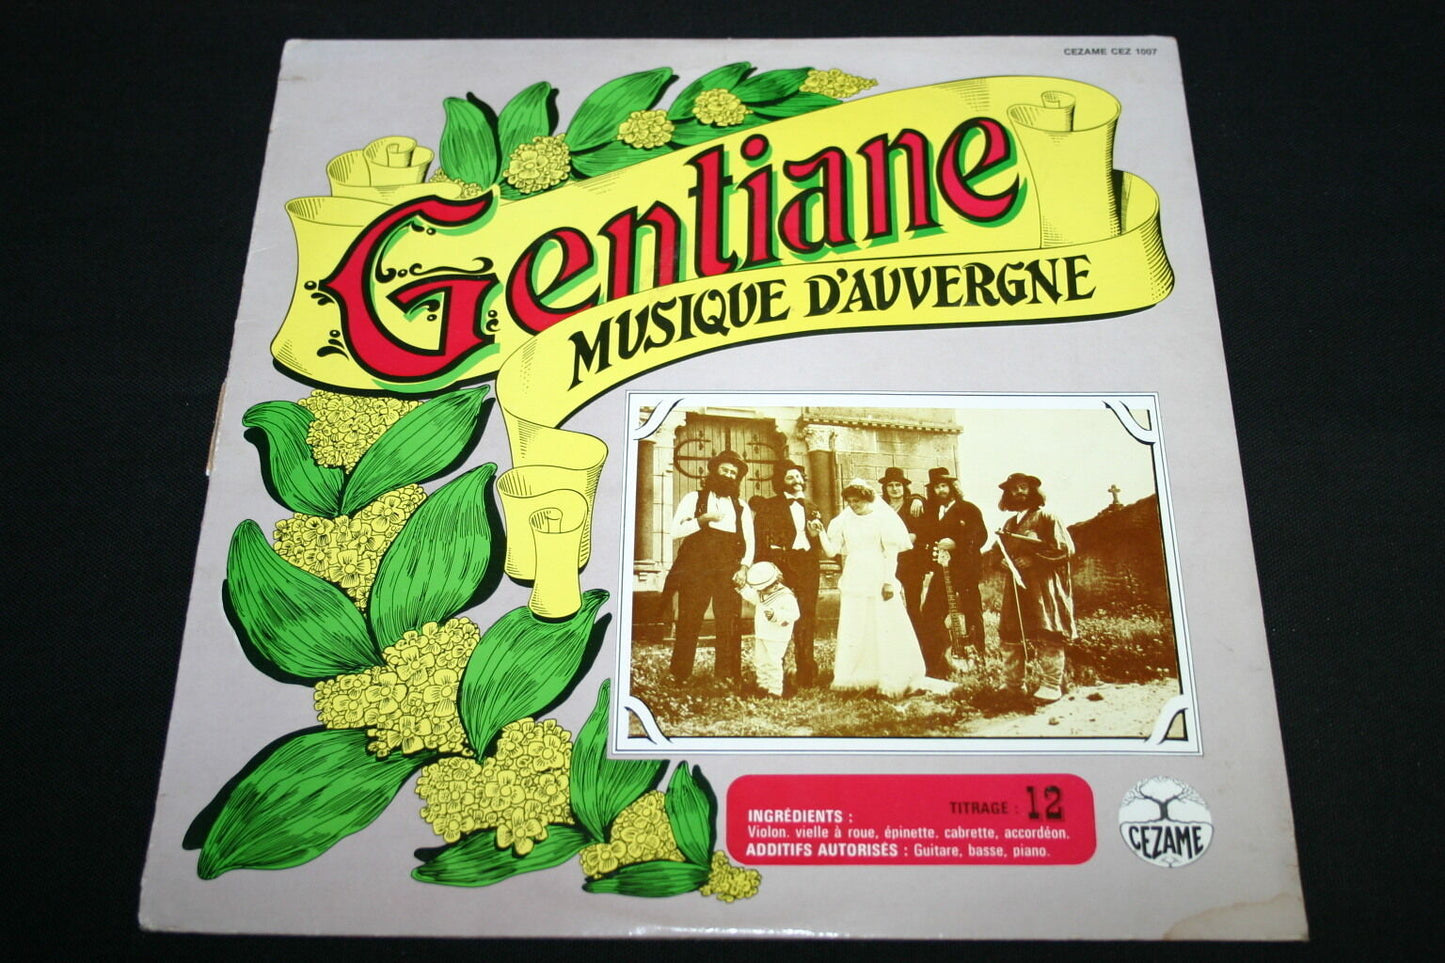 CEZAME CEZ 1007
Gentiane
MUSIQUE D'AUVERGNE
TITRAGE : 12
INGRÉDIENTS :
Violon. vielle à roue, épinette. cabrette, accordéon.
ADDITIFS AUTORISÉS : Guitare, basse, piano.
CEZAME